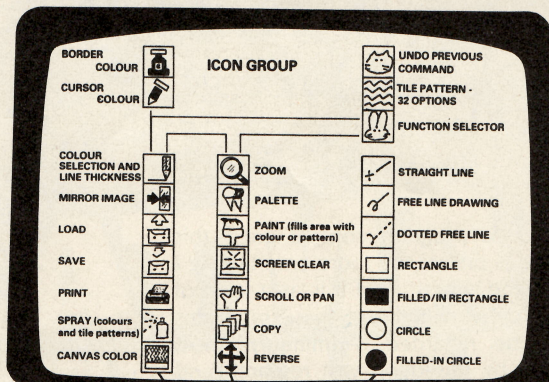 BORDER
COLOUR
ICON GROUP
UNDO PREVIOUS
COMMAND
CURSOR
COLOUR
TILE PATTERN -
32 OPTIONS
FUNCTION SELECTOR
COLOUR
SELECTION AND
LINE THICKNESS
ZOOM
STRAIGHT LINE
MIRROR IMAGE
PALETTE
FREE LINE DRAWING
LOAD
PAINT (fills area with
colour or pattern)
DOTTED FREE LINE
SAVE
SCREEN CLEAR
RECTANGLE
PRINT
SCROLL OR PAN
FILLED/IN RECTANGLE
SPRAY (colours
and tile patterns)
COPY
CIRCLE
CANVAS COLOR
REVERSE
FILLED-IN CIRCLE